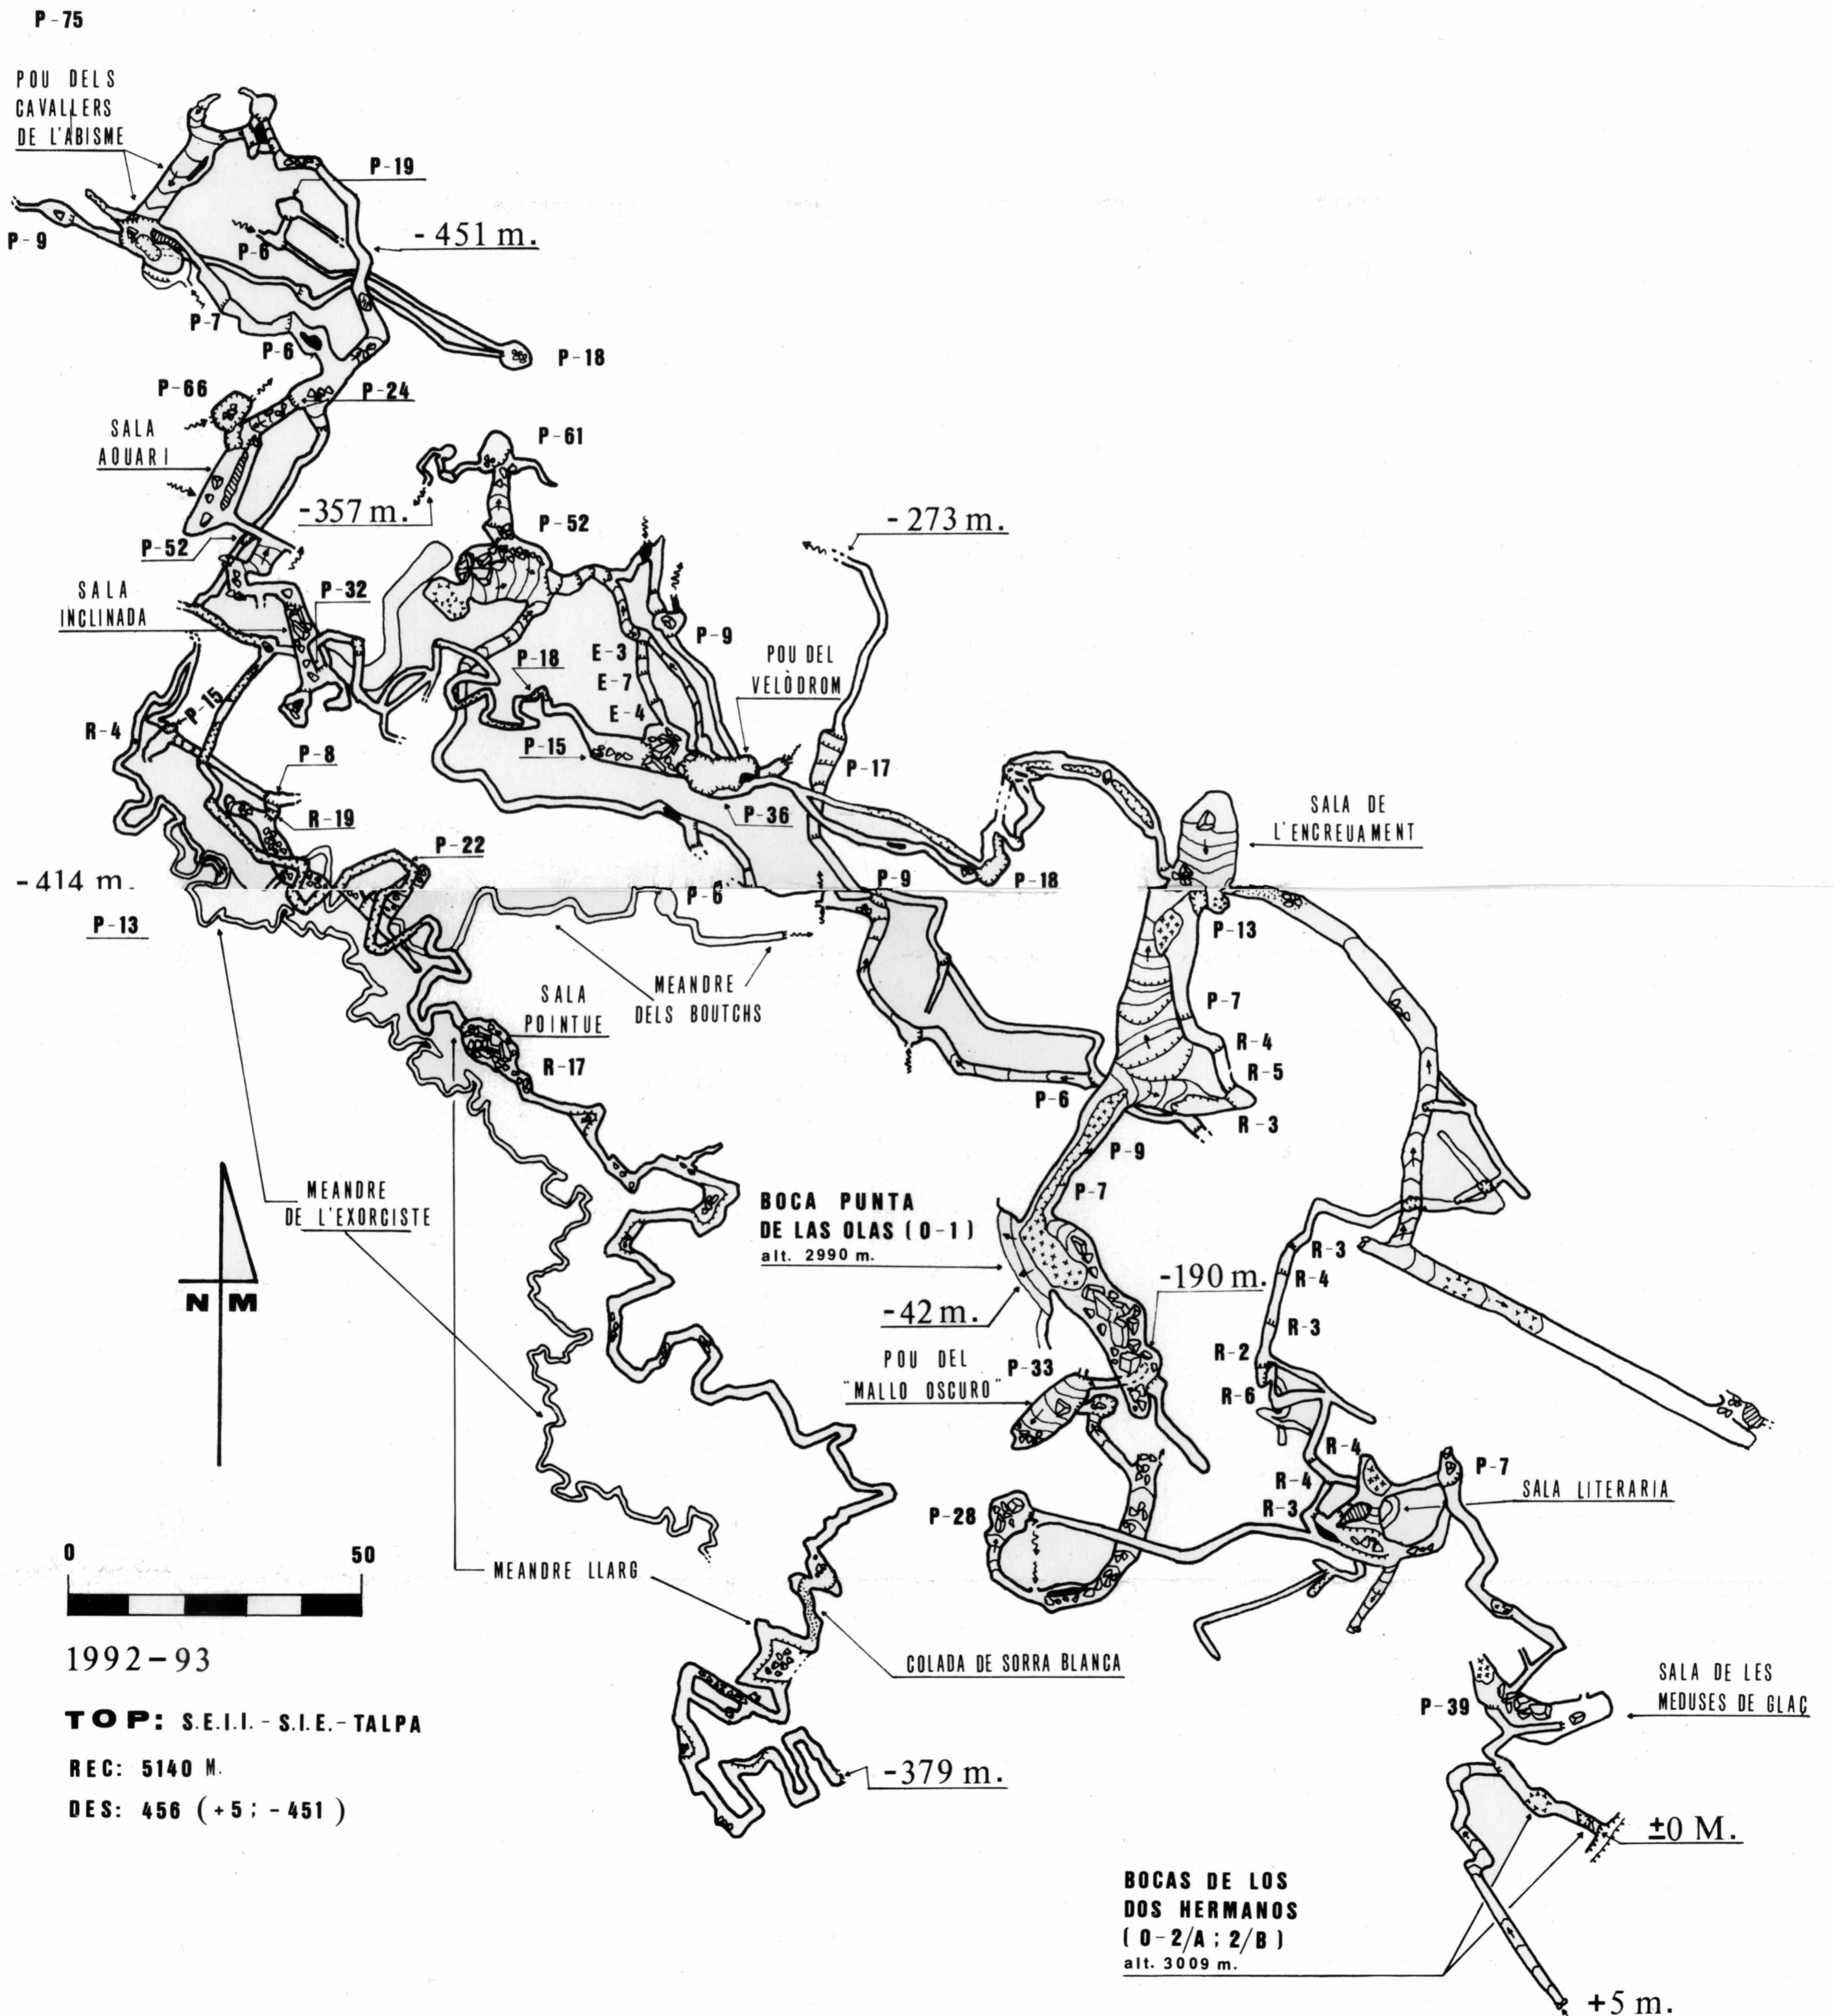 P-75
POU DELS
CAVALLERS
DE L'ABISME
P-19
P-9
P-6
- 451 m.
P-7
P-6
P-18
P-66
P-24
SALA
AQUARI
P-61
-357 m.
P-52
- 273 m.
P-52
SALA
INCLINADA
P-32
P-9
E-3
P-18
POU DEL
VELÒDROM
E-7
P-15
R-4
E-4
P-8
P-15
P-17
R-19
P-36
SALA DE
L'ENCREUAMENT
P-22
-414 m.
P-6
P-9
P-18
P-13
P-13
MEANDRE
DELS BOUTCHS
SALA
POINTUE
P-7
R-4
R-17
R-5
P-6
R-3
P-9
MEANDRE
DE L'EXORCISTE
P-7
BOCA PUNTA
DE LAS OLAS (0-1)
alt. 2990 m.
R-3
-190 m.
R-4
N M
-42 m.
R-3
POU DEL
"MALLO OSCURO"
P-33
R-2
R-6
R-4
P-7
R-4
SALA LITERARIA
P-28
R-3
0 50
MEANDRE LLARG
1992-93
COLADA DE SORRA BLANCA
SALA DE LES
MEDUSES DE GLAÇ
P-39
TOP: S.E.I.I.-S.I.E.-TALPA
REC: 5140 M.
-379 m.
DES: 456 (+5; -451)
±0 M.
BOCAS DE LOS
DOS HERMANOS
(0-2/A; 2/B)
alt. 3009 m.
+5 m.